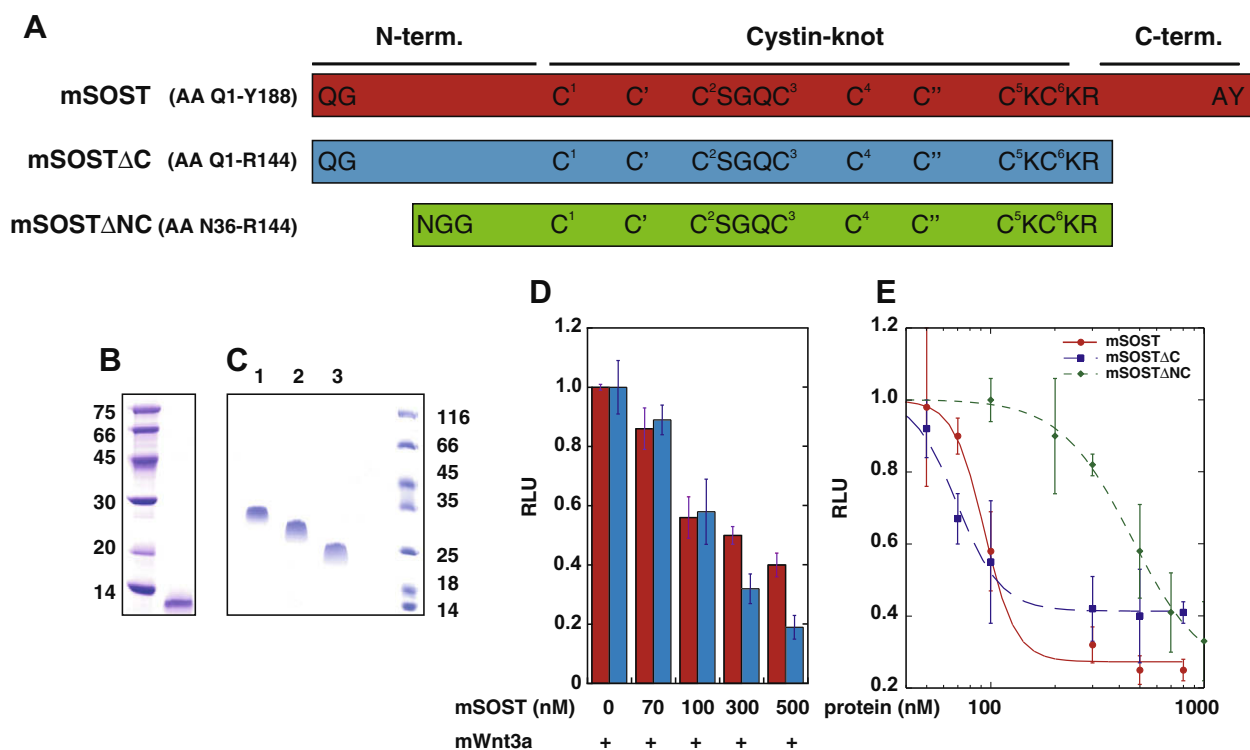 A
N-term. Cystin-knot C-term.
mSOST (AA Q1-Y188) QG C¹ C' C²SGQC³ C⁴ C'' C⁵KC⁶KR AY
mSOSTΔC (AA Q1-R144) QG C¹ C' C²SGQC³ C⁴ C'' C⁵KC⁶KR
mSOSTΔNC (AA N36-R144) NGG C¹ C' C²SGQC³ C⁴ C'' C⁵KC⁶KR
B
75
66
45
30
20
14
C
1 2 3
116
66
45
35
25
18
14
D
RLU
1.2
1.0
0.8
0.6
0.4
0.2
0
mSOST (nM) 0 70 100 300 500
mWnt3a + + + + +
E
mSOST
mSOSTΔC
mSOSTΔNC
RLU
1.2
1.0
0.8
0.6
0.4
0.2
protein (nM) 100 1000